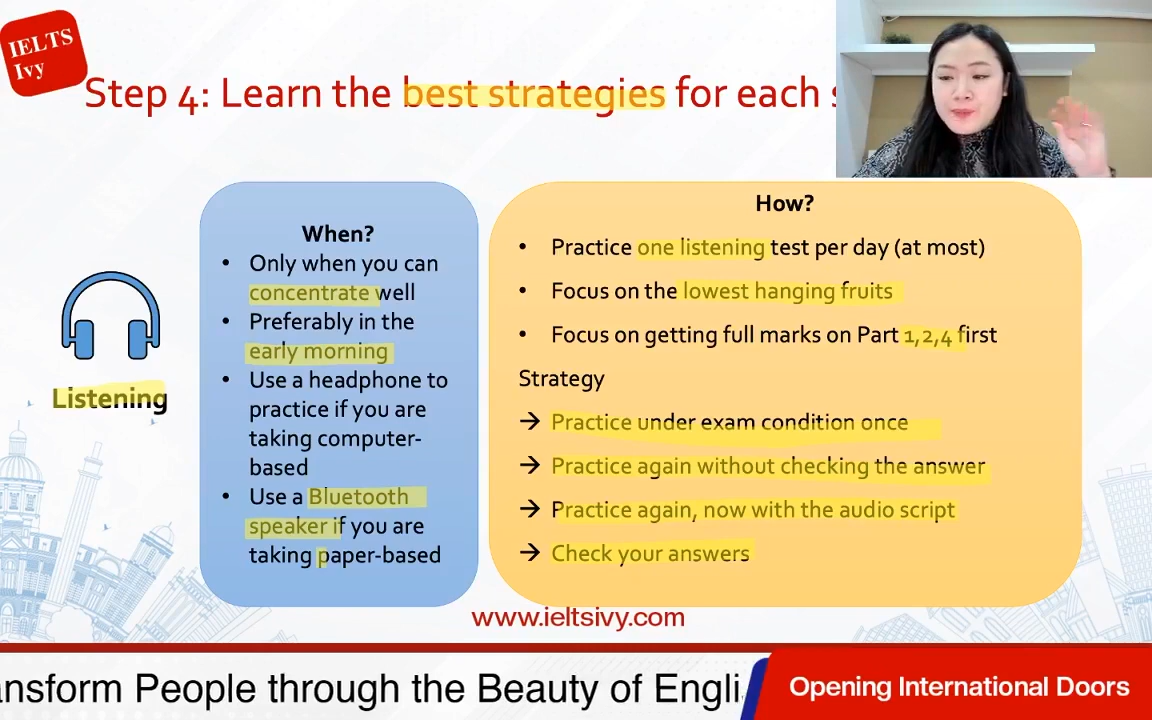 IELTS
Ivy
Step 4: Learn the best strategies for each
Listening
When?
• Only when you can
concentrate well
• Preferably in the
early morning
• Use a headphone to
practice if you are
taking computer-
based
• Use a Bluetooth
speaker if you are
taking paper-based
How?
• Practice one listening test per day (at most)
• Focus on the lowest hanging fruits
• Focus on getting full marks on Part 1,2,4 first
Strategy
→ Practice under exam condition once
→ Practice again without checking the answer
→ Practice again, now with the audio script
→ Check your answers
www.ieltsivy.com
ansform People through the Beauty of Engli
Opening International Doors